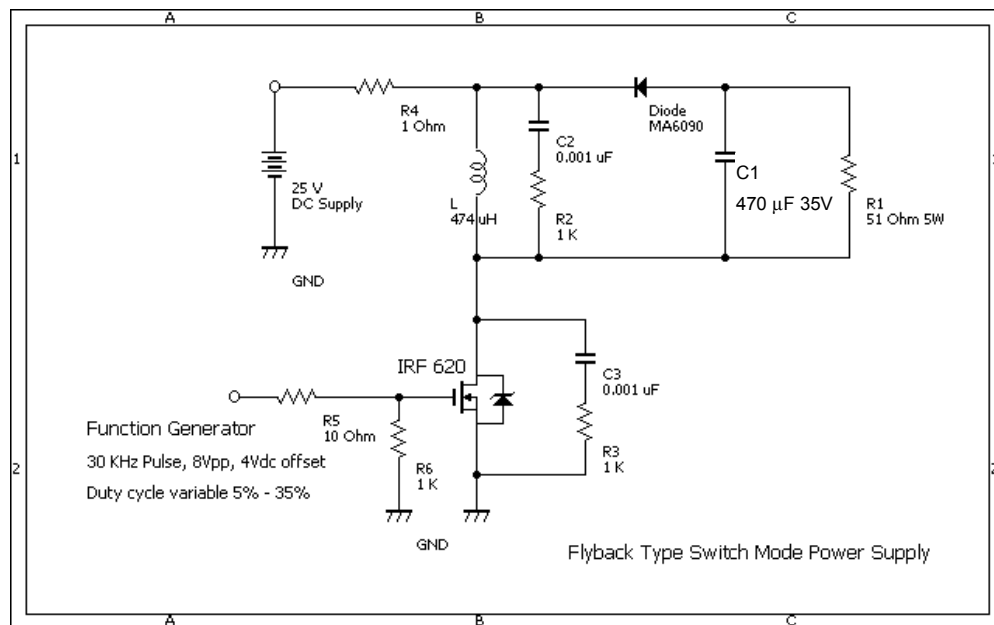 A
B
C
R4
1 Ohm
Diode
MA6090
C2
0.001 uF
1
25 V
DC Supply
L
474 uH
R2
1 K
C1
470 μF 35V
R1
51 Ohm 5W
GND
IRF 620
C3
0.001 uF
R5
10 Ohm
Function Generator
30 KHz Pulse, 8Vpp, 4Vdc offset
Duty cycle variable 5% - 35%
R6
1 K
R3
1 K
2
2
GND
Flyback Type Switch Mode Power Supply
A
B
C